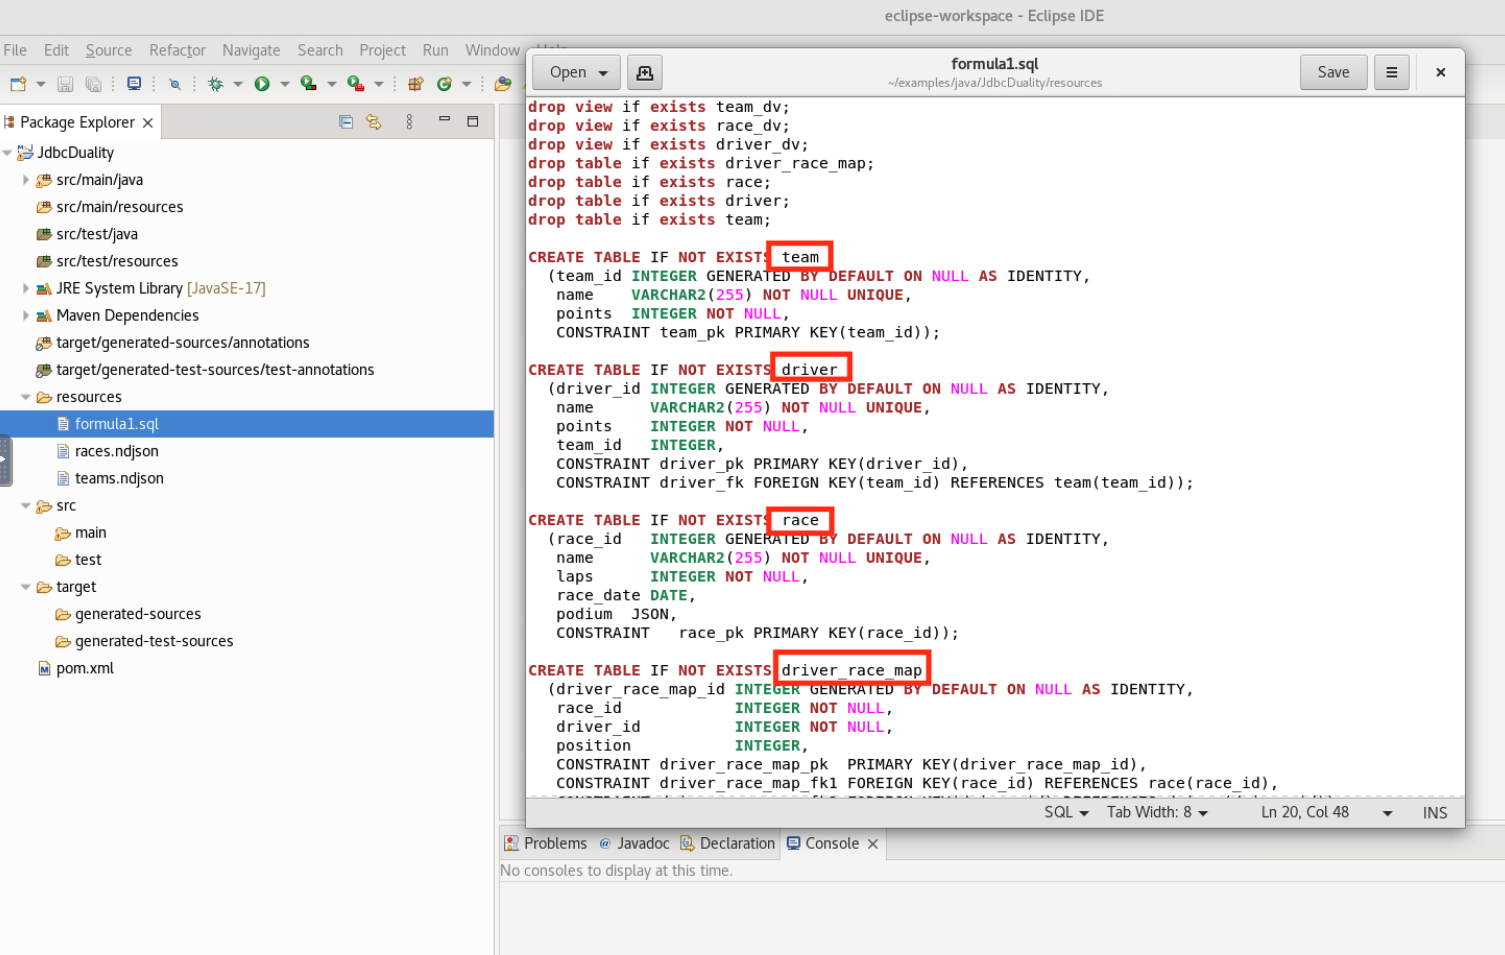 eclipse-workspace - Eclipse IDE
File Edit Source Refactor Navigate Search Project Run Window
Package Explorer
JdbcDuality
src/main/java
src/main/resources
src/test/java
src/test/resources
JRE System Library [JavaSE-17]
Maven Dependencies
target/generated-sources/annotations
target/generated-test-sources/test-annotations
resources
formula1.sql
races.ndjson
teams.ndjson
src
main
test
target
generated-sources
generated-test-sources
pom.xml
Open
formula1.sql
~/examples/java/JdbcDuality/resources
Save
drop view if exists team_dv;
drop view if exists race_dv;
drop view if exists driver_dv;
drop table if exists driver_race_map;
drop table if exists race;
drop table if exists driver;
drop table if exists team;
CREATE TABLE IF NOT EXISTS team
(team_id INTEGER GENERATED BY DEFAULT ON NULL AS IDENTITY,
name VARCHAR2(255) NOT NULL UNIQUE,
points INTEGER NOT NULL,
CONSTRAINT team_pk PRIMARY KEY(team_id));
CREATE TABLE IF NOT EXISTS driver
(driver_id INTEGER GENERATED BY DEFAULT ON NULL AS IDENTITY,
name VARCHAR2(255) NOT NULL UNIQUE,
points INTEGER NOT NULL,
team_id INTEGER,
CONSTRAINT driver_pk PRIMARY KEY(driver_id),
CONSTRAINT driver_fk FOREIGN KEY(team_id) REFERENCES team(team_id));
CREATE TABLE IF NOT EXISTS race
(race_id INTEGER GENERATED BY DEFAULT ON NULL AS IDENTITY,
name VARCHAR2(255) NOT NULL UNIQUE,
laps INTEGER NOT NULL,
race_date DATE,
podium JSON,
CONSTRAINT race_pk PRIMARY KEY(race_id));
CREATE TABLE IF NOT EXISTS driver_race_map
(driver_race_map_id INTEGER GENERATED BY DEFAULT ON NULL AS IDENTITY,
race_id INTEGER NOT NULL,
driver_id INTEGER NOT NULL,
position INTEGER,
CONSTRAINT driver_race_map_pk PRIMARY KEY(driver_race_map_id),
CONSTRAINT driver_race_map_fk1 FOREIGN KEY(race_id) REFERENCES race(race_id),
SQL Tab Width: 8 Ln 20, Col 48 INS
Problems @ Javadoc Declaration Console
No consoles to display at this time.